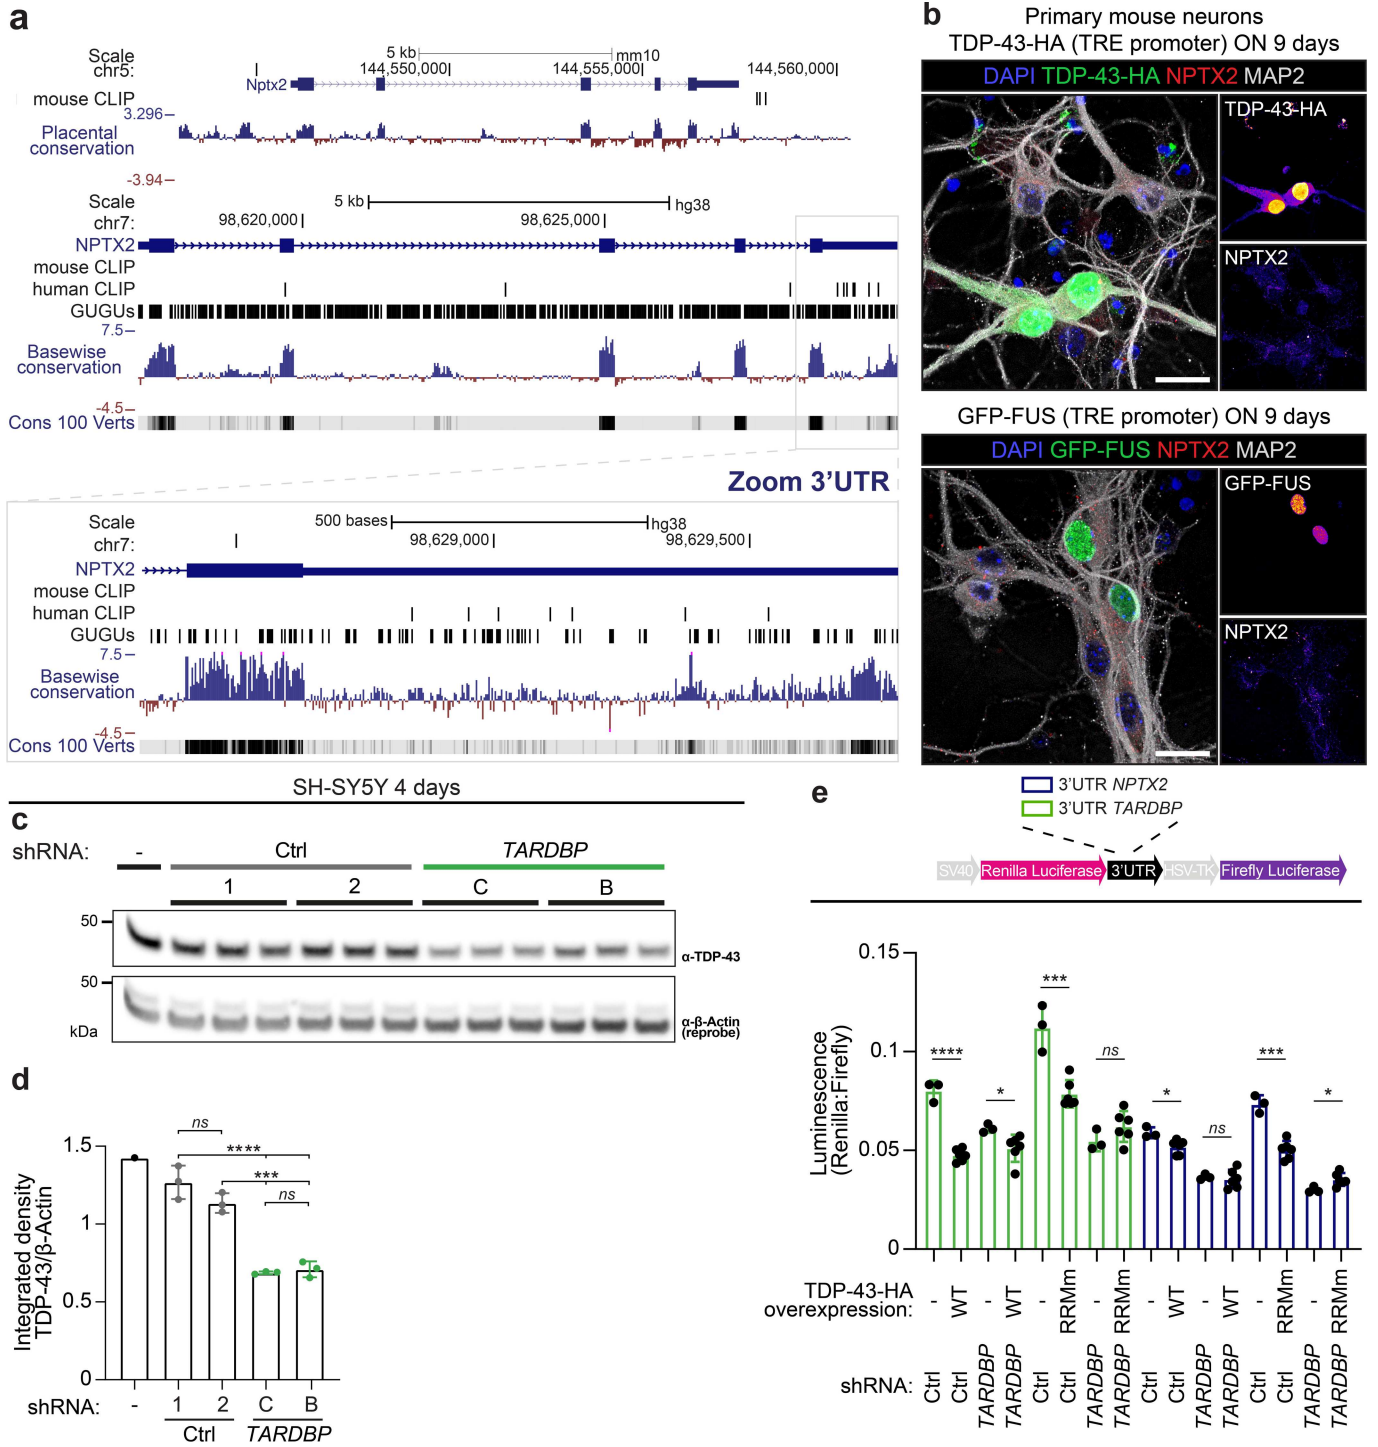 a
Scale
5 kb
mm10
chr5:
144,550,000
144,555,000
144,560,000
Nptx2
mouse CLIP
3.296
Placental
conservation
-3.94
Scale
5 kb
hg38
chr7:
98,620,000
98,625,000
NPTX2
mouse CLIP
human CLIP
GUGUs
7.5
Basewise
conservation
-4.5
Cons 100 Verts
Zoom 3'UTR
Scale
500 bases
hg38
chr7:
98,629,000
98,629,500
NPTX2
mouse CLIP
human CLIP
GUGUs
7.5
Basewise
conservation
-4.5
Cons 100 Verts
b
Primary mouse neurons
TDP-43-HA (TRE promoter) ON 9 days
DAPI TDP-43-HA NPTX2 MAP2
TDP-43-HA
NPTX2
GFP-FUS (TRE promoter) ON 9 days
DAPI GFP-FUS NPTX2 MAP2
GFP-FUS
NPTX2
SH-SY5Y 4 days
c
shRNA:
-
Ctrl
TARDBP
1
2
C
B
50
α-TDP-43
50
kDa
α-β-Actin
(reprobe)
d
Integrated density
TDP-43/β-Actin
1.5
1
0.5
0
ns
****
***
ns
shRNA:
-
1
2
C
B
Ctrl
TARDBP
e
3'UTR NPTX2
3'UTR TARDBP
SV40
Renilla Luciferase
3'UTR
HSV-TK
Firefly Luciferase
Luminescence
(Renilla:Firefly)
0.15
0.1
0.05
0
****
*
***
ns
*
ns
***
*
TDP-43-HA
overexpression:
-
WT
-
WT
-
RRMm
-
RRMm
-
WT
-
WT
-
RRMm
-
RRMm
shRNA:
Ctrl
Ctrl
TARDBP
TARDBP
Ctrl
Ctrl
TARDBP
TARDBP
Ctrl
Ctrl
TARDBP
TARDBP
Ctrl
Ctrl
TARDBP
TARDBP